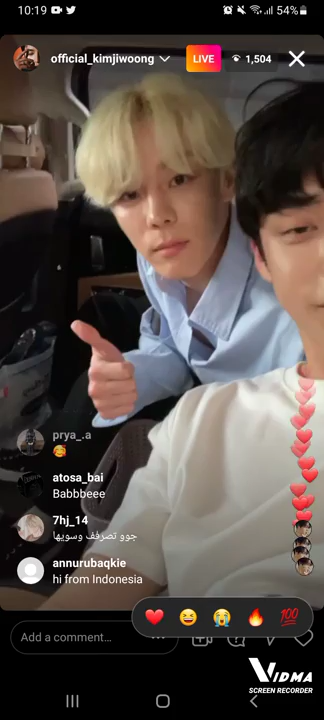 10:19
54%
official_kimjiwoong
LIVE
1,504
prya_.a
atosa_bai
Babbbeee
7hj_14
جوو تصرفف وسويها
annurubaqkie
hi from Indonesia
100
Add a comment...
VIDMA
SCREEN RECORDER